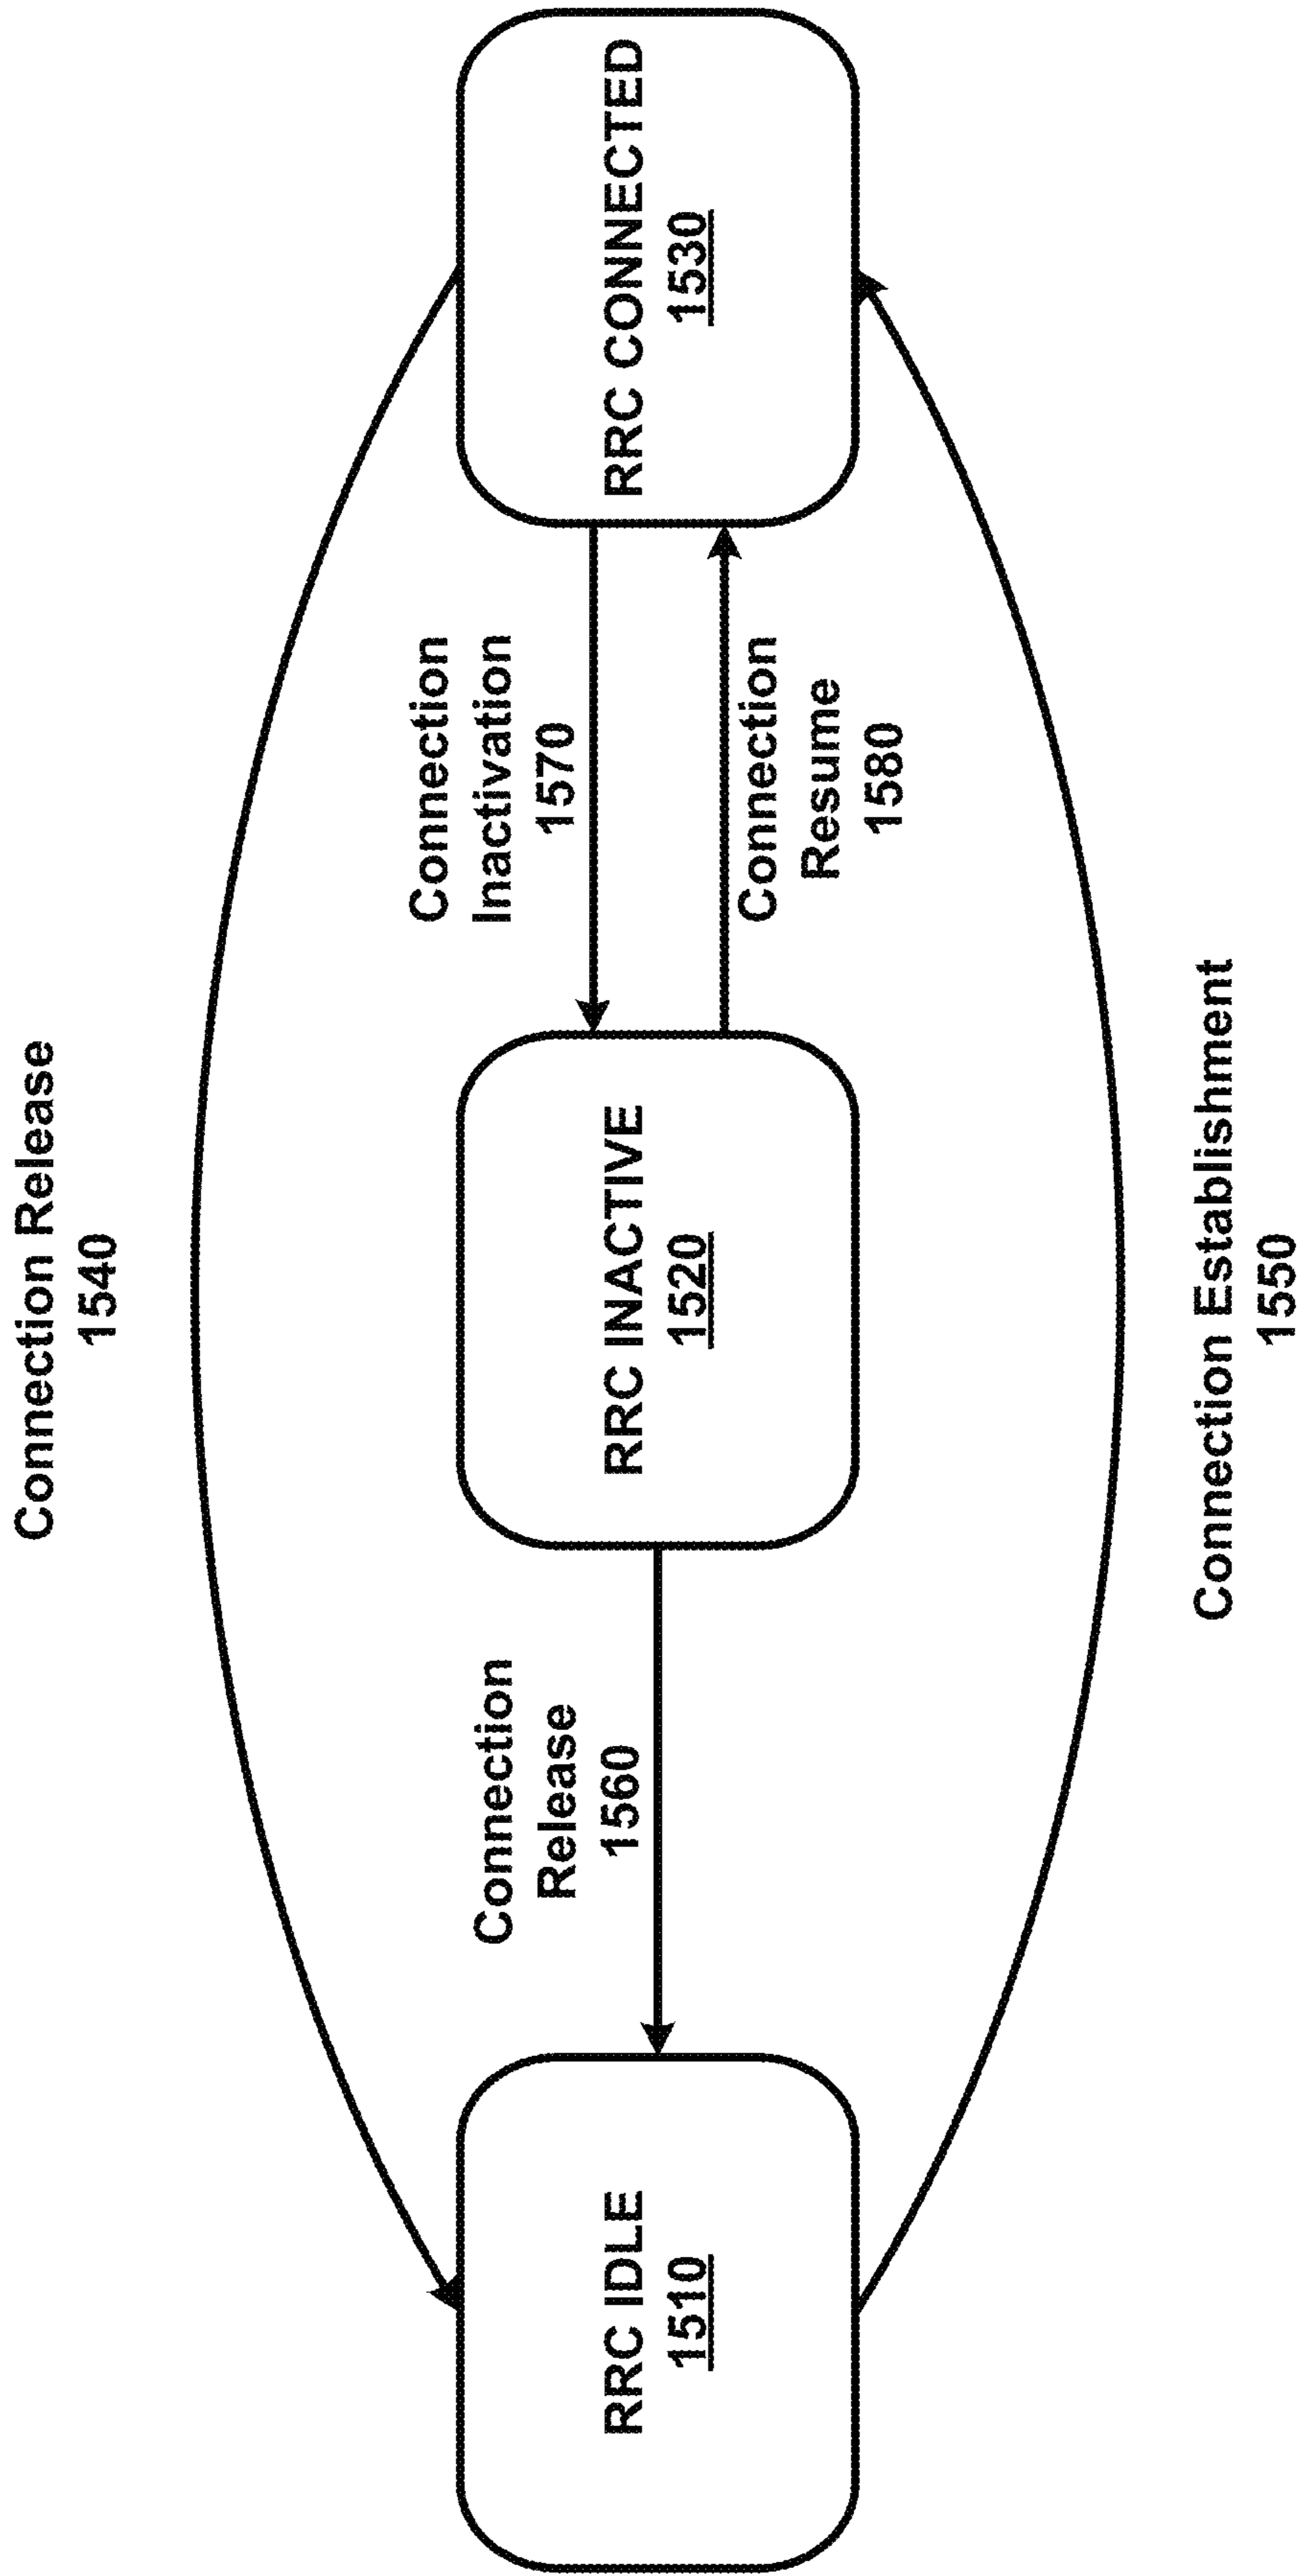 Connection Release
1540
RRC IDLE
1510
Connection
Release
1560
RRC INACTIVE
1520
Connection
Inactivation
1570
Connection
Resume
1580
RRC CONNECTED
1530
Connection Establishment
1550